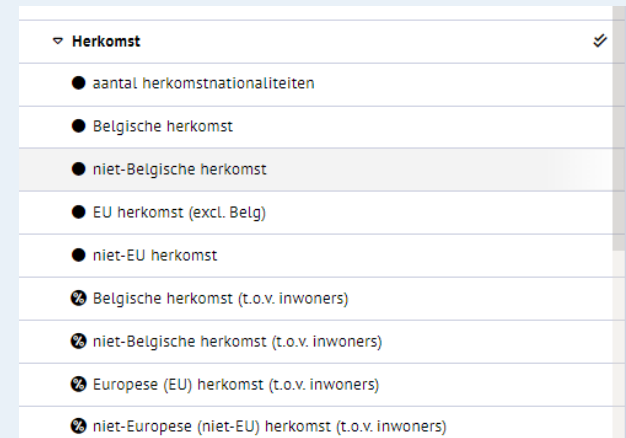 Herkomst
aantal herkomstnationaliteiten
Belgische herkomst
niet-Belgische herkomst
EU herkomst (excl. Belg)
niet-EU herkomst
% Belgische herkomst (t.o.v. inwoners)
% niet-Belgische herkomst (t.o.v. inwoners)
% Europese (EU) herkomst (t.o.v. inwoners)
% niet-Europese (niet-EU) herkomst (t.o.v. inwoners)